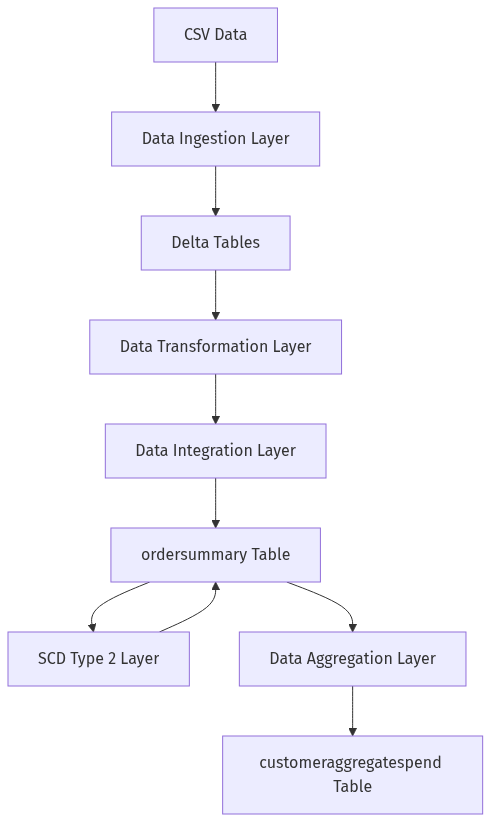 CSV Data
Data Ingestion Layer
Delta Tables
Data Transformation Layer
Data Integration Layer
ordersummary Table
SCD Type 2 Layer
Data Aggregation Layer
customeraggregatespend
Table